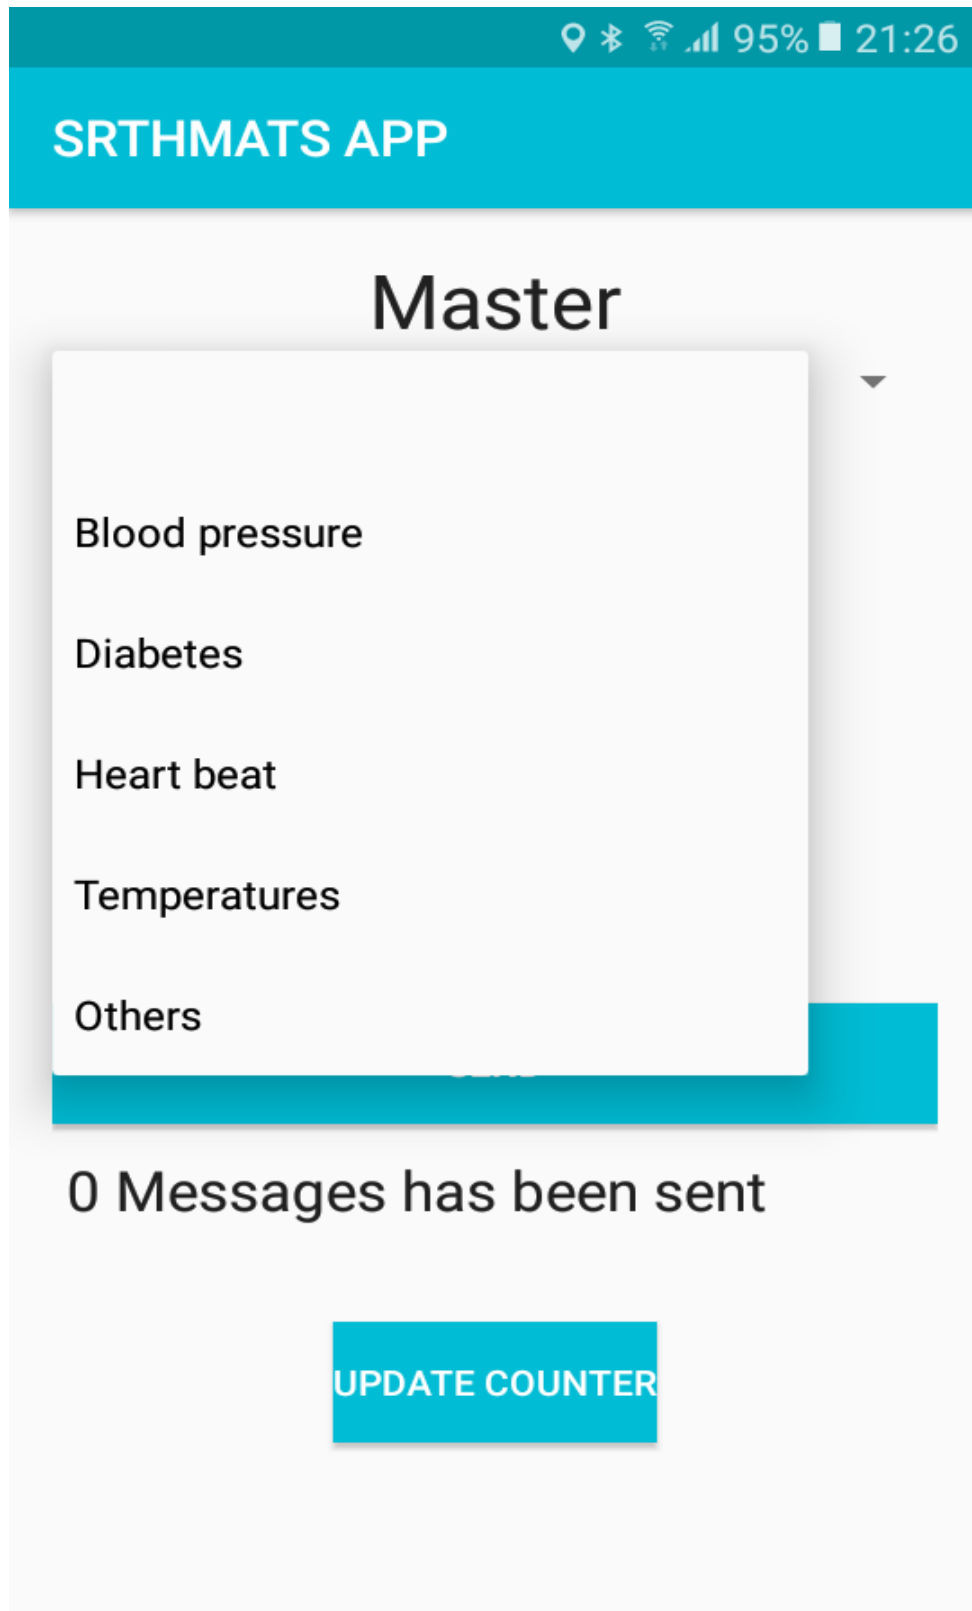 95% 21:26
SRTHMATS APP
Master
Blood pressure
Diabetes
Heart beat
Temperatures
Others
0 Messages has been sent
UPDATE COUNTER